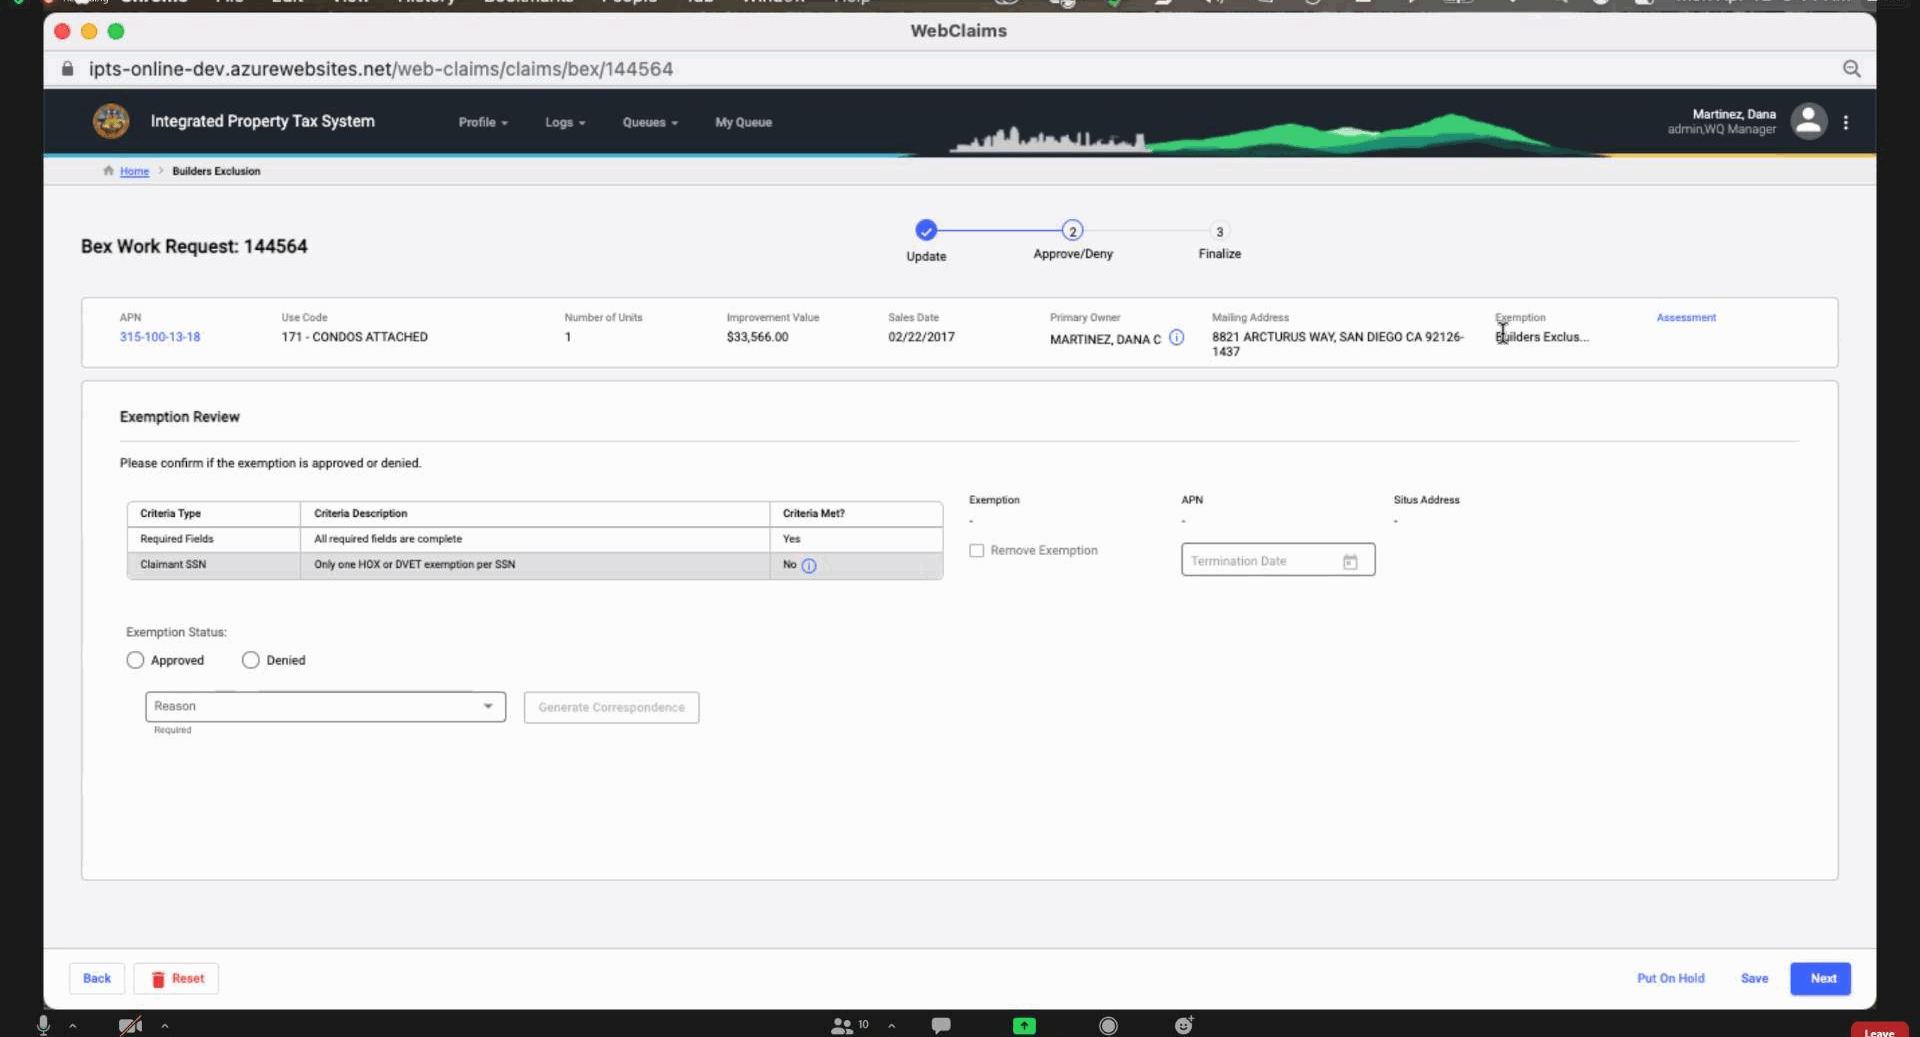 WebClaims
ipts-online-dev.azurewebsites.net/web-claims/claims/bex/144564
Integrated Property Tax System
Profile
Logs
Queues
My Queue
Martinez, Dana
admin,WQ Manager
Home > Builders Exclusion
Bex Work Request: 144564
2
3
Update
Approve/Deny
Finalize
APN
Use Code
Number of Units
Improvement Value
Sales Date
Primary Owner
Mailing Address
Exemption
Assessment
315-100-13-18
171 - CONDOS ATTACHED
1
$33,566.00
02/22/2017
MARTINEZ, DANA C
8821 ARCTURUS WAY, SAN DIEGO CA 92126-
1437
Builders Exclus...
Exemption Review
Please confirm if the exemption is approved or denied.
Criteria Type
Criteria Description
Criteria Met?
Required Fields
All required fields are complete
Yes
Claimant SSN
Only one HOX or DVET exemption per SSN
No
Exemption
APN
Situs Address
-
-
-
Remove Exemption
Termination Date
Exemption Status:
Approved
Denied
Reason
Required
Generate Correspondence
Back
Reset
Put On Hold
Save
Next
10
Leave